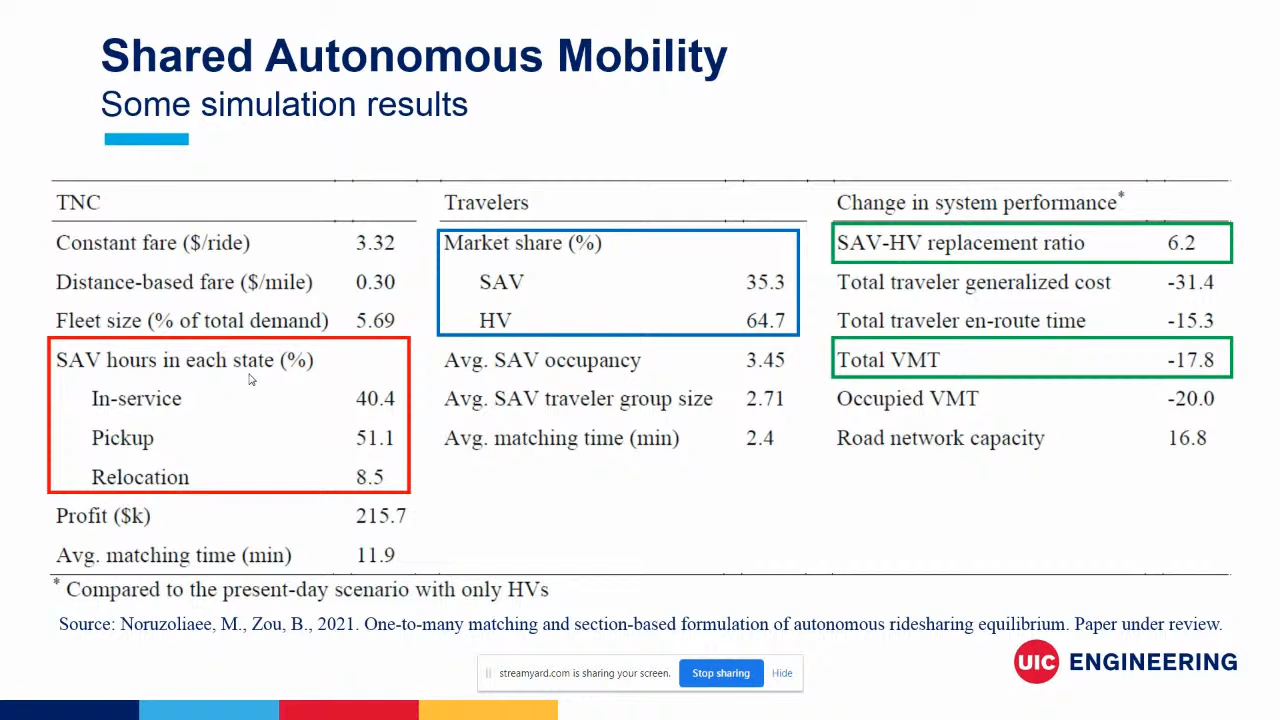 Shared Autonomous Mobility
Some simulation results
TNC
Constant fare ($/ride) 3.32
Distance-based fare ($/mile) 0.30
Fleet size (% of total demand) 5.69
SAV hours in each state (%)
In-service 40.4
Pickup 51.1
Relocation 8.5
Profit ($k) 215.7
Avg. matching time (min) 11.9
Travelers
Market share (%)
SAV 35.3
HV 64.7
Avg. SAV occupancy 3.45
Avg. SAV traveler group size 2.71
Avg. matching time (min) 2.4
Change in system performance*
SAV-HV replacement ratio 6.2
Total traveler generalized cost -31.4
Total traveler en-route time -15.3
Total VMT -17.8
Occupied VMT -20.0
Road network capacity 16.8
* Compared to the present-day scenario with only HVs
Source: Noruzoliaee, M., Zou, B., 2021. One-to-many matching and section-based formulation of autonomous ridesharing equilibrium. Paper under review.
UIC ENGINEERING
streamyard.com is sharing your screen. Stop sharing Hide